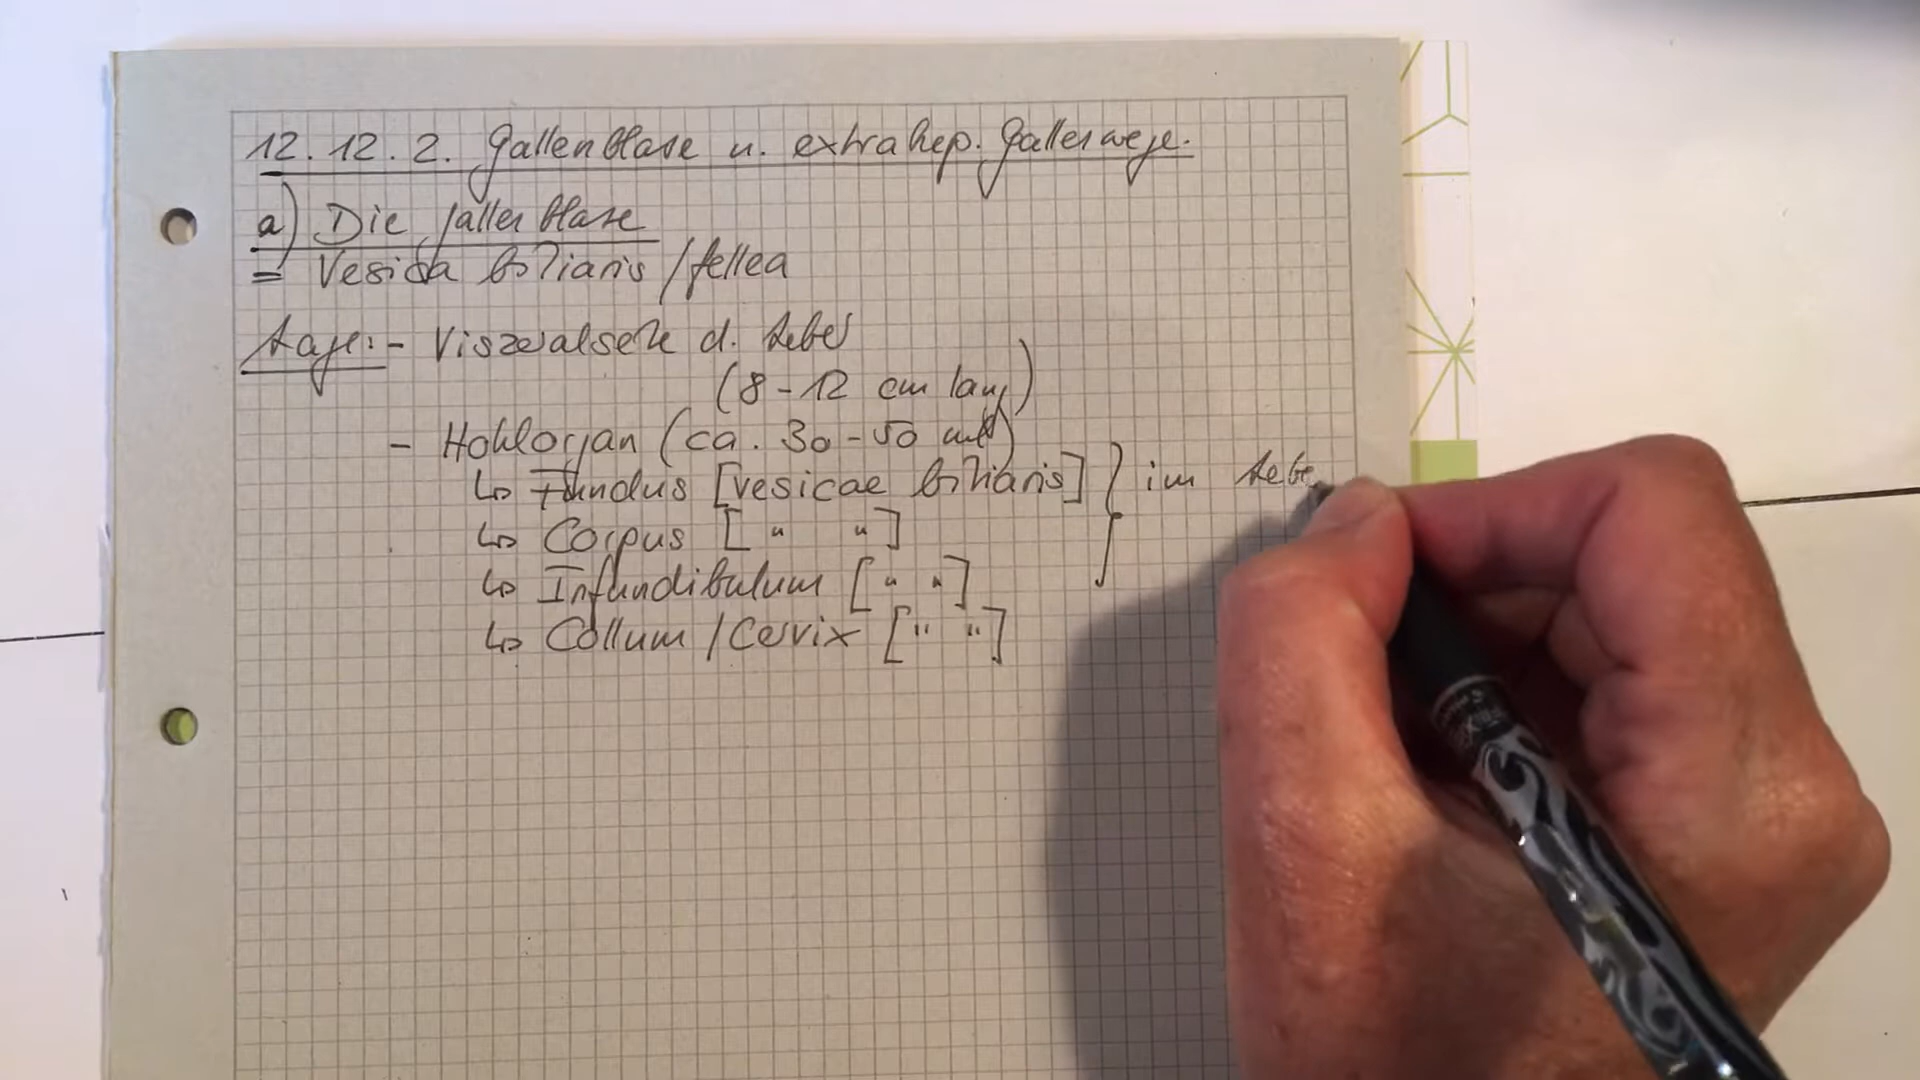 12.12.2. Gallenblase u. extrahep. Gallenwege.
a) Die Gallenblase
= Vesica biliaris / fellea
Lage: - Viszeralseite d. Leber
(8-12 cm lang)
- Hohlorgan (ca. 30-50 ml)
↳ Fundus [vesicae biliaris] } im Lebe
↳ Corpus [" "]
↳ Infundibulum [" "]
↳ Collum / Cervix [" "]